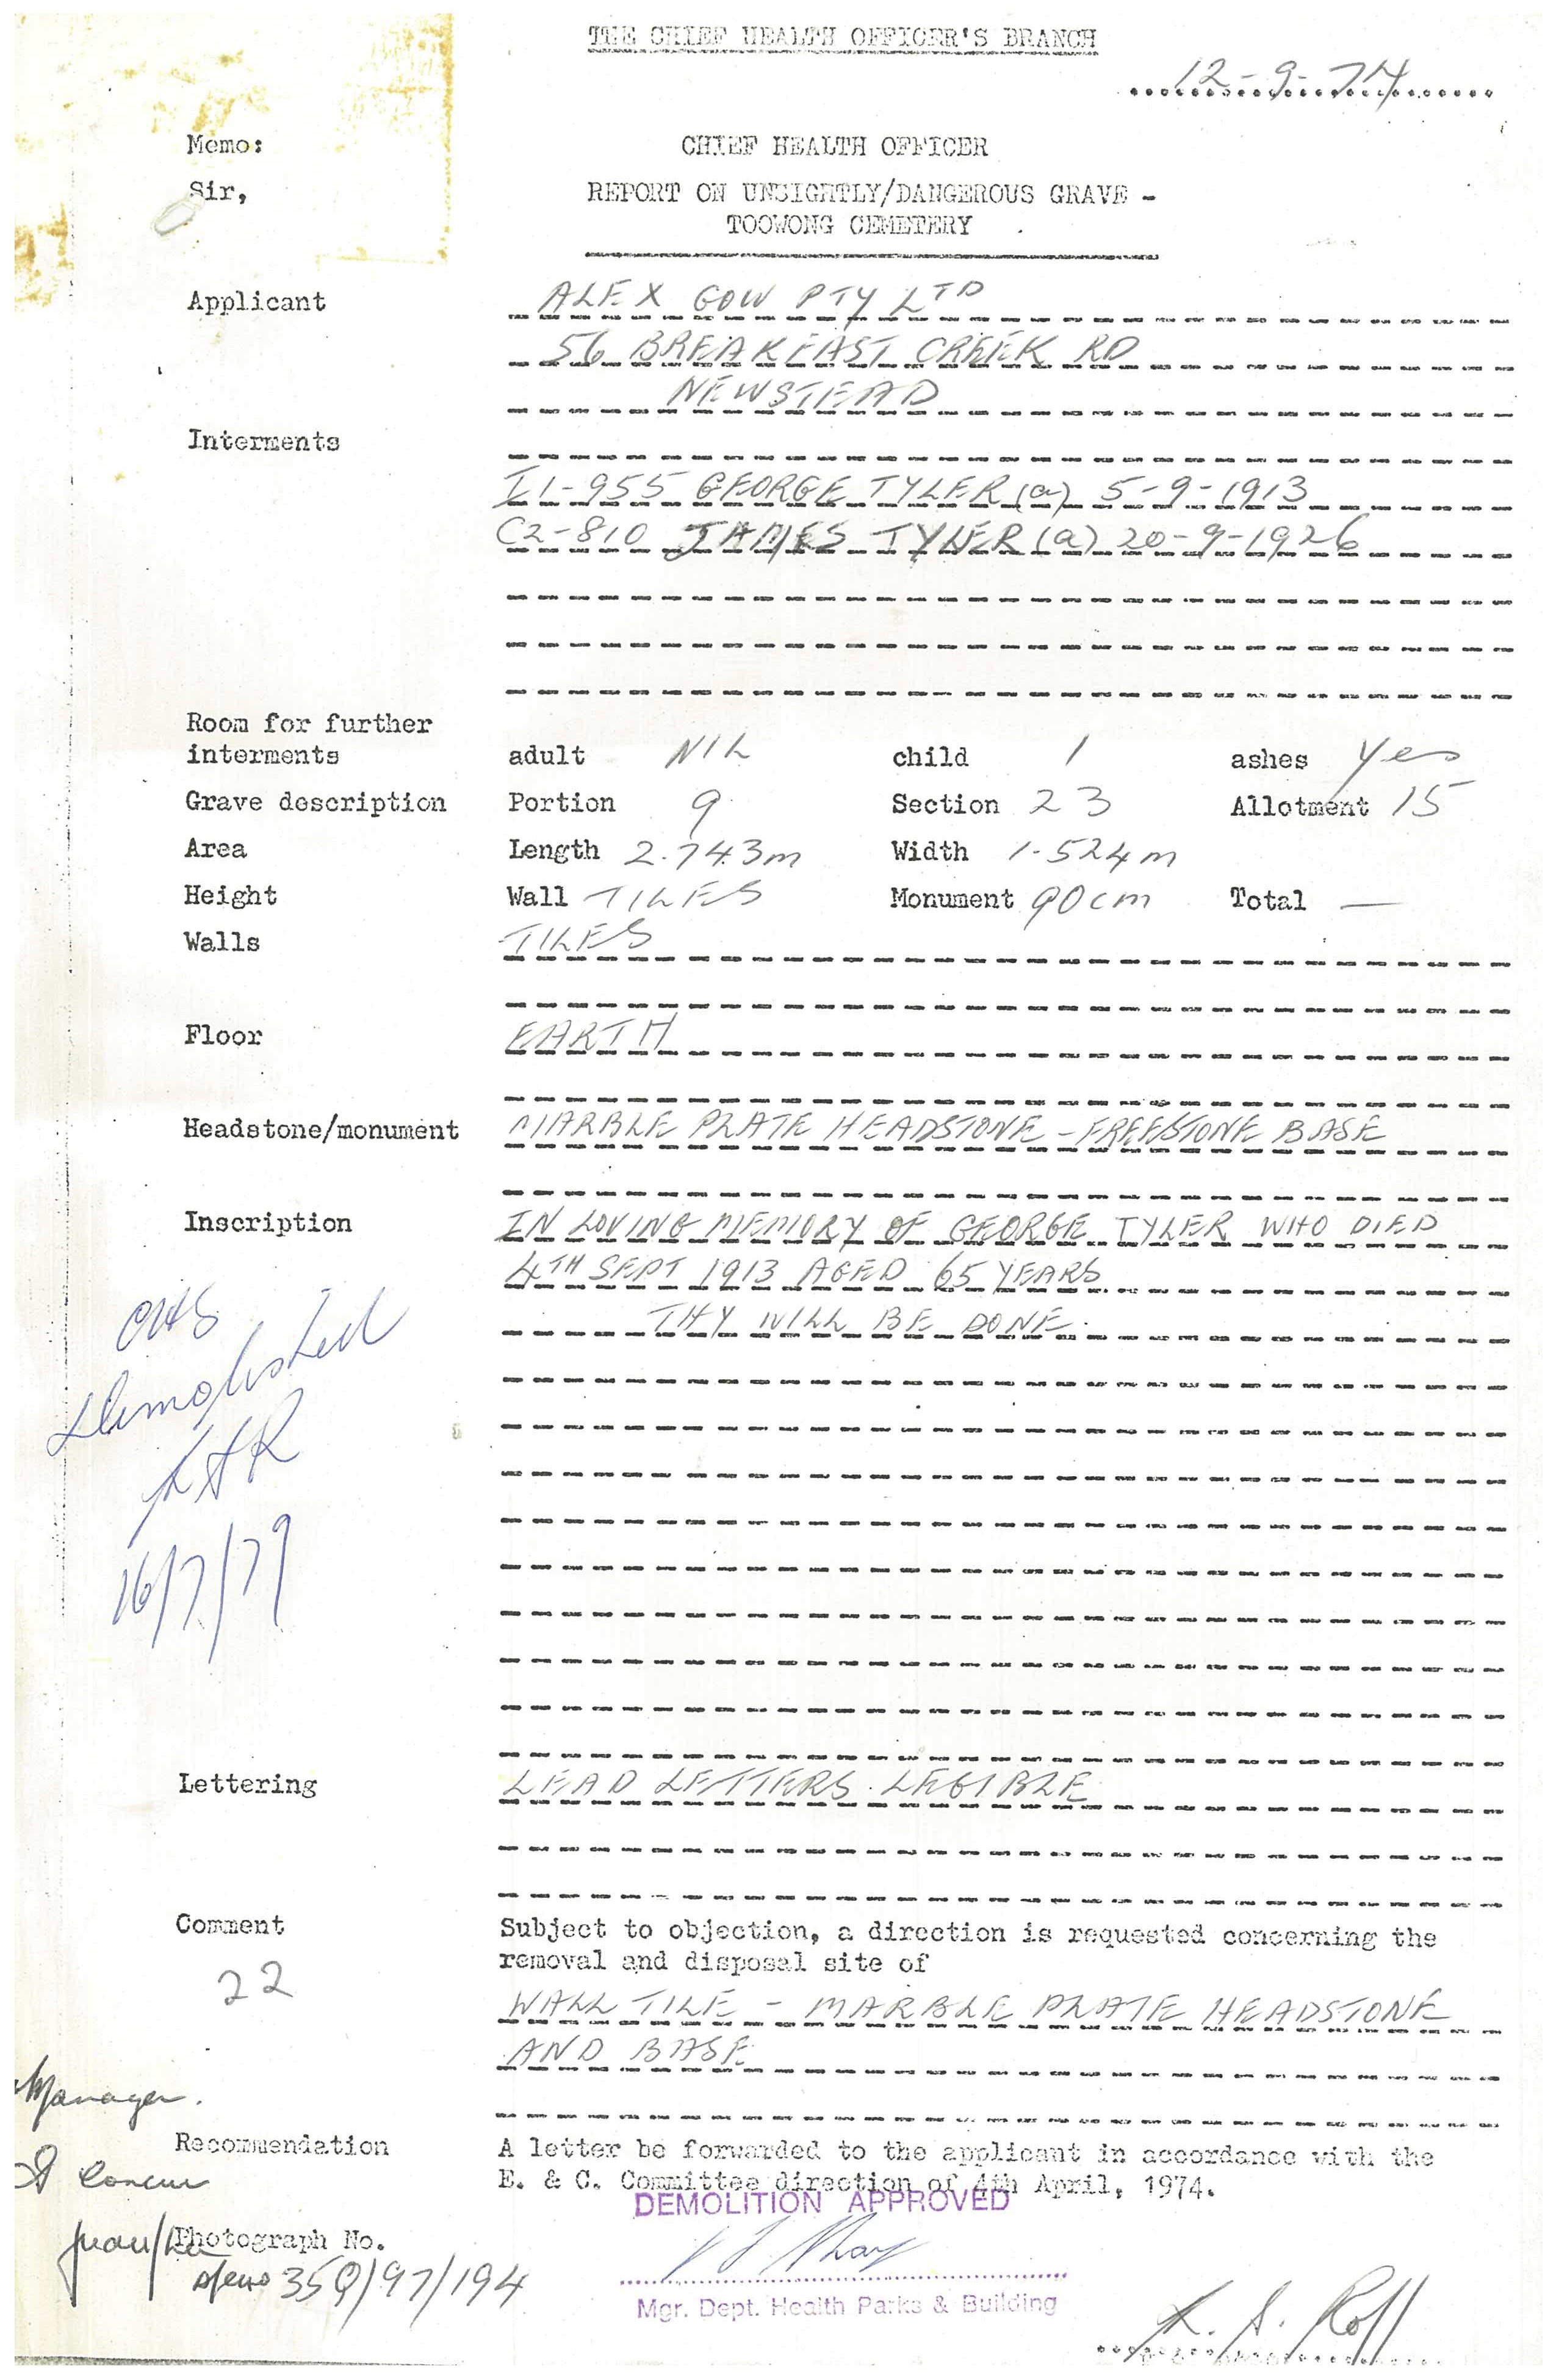 THE CHIEF HEALTH OFFICER'S BRANCH
12-9-74
Memo:
CHIEF HEALTH OFFICER
Sir,
REPORT ON UNSIGHTLY/DANGEROUS GRAVE -
TOOWONG CEMETERY
Applicant ALEX GOW PTY LTD
56 BREAKFAST CREEK RD
NEWSTEAD
Interments
I1-955 GEORGE TYLER (a) 5-9-1913
C2-810 JAMES TYLER (a) 20-9-1926
Room for further
interments adult NIL child 1 ashes yes
Grave description Portion 9 Section 23 Allotment 15
Area Length 2.743m Width 1.524m
Height Wall TILES Monument 90cm Total —
Walls TILES
Floor EARTH
Headstone/monument MARBLE PLATE HEADSTONE - FREESTONE BASE
Inscription IN LOVING MEMORY OF GEORGE TYLER WHO DIED
4TH SEPT 1913 AGED 65 YEARS
THY WILL BE DONE.
Demolished
KAR
16/7/79
Lettering LEAD LETTERS. LEGIBLE
Comment Subject to objection, a direction is requested concerning the
removal and disposal site of
22
WALL TILE - MARBLE PLATE HEADSTONE
AND BASE
Manager.
Recommendation A letter be forwarded to the applicant in accordance with the
E. & C. Committee direction of 4th April, 1974.
I concur
DEMOLITION APPROVED
Photograph No.
35Q/97/194
Mgr. Dept. Health Parks & Building
K. A. Roff